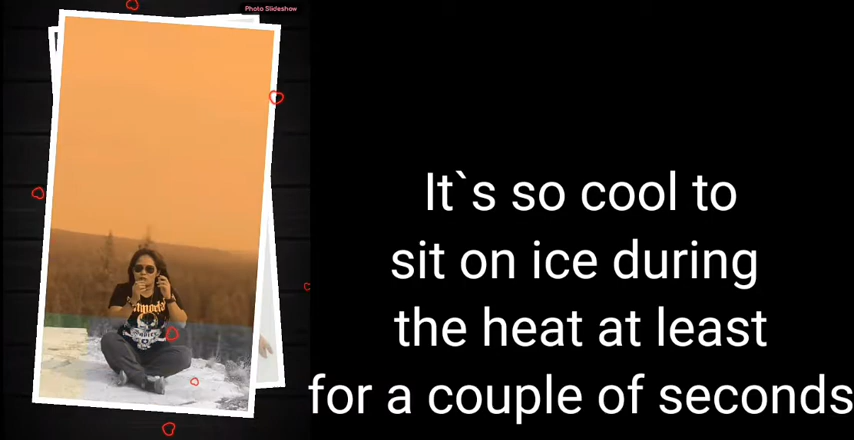 Photo Slideshow
It`s so cool to
sit on ice during
the heat at least
for a couple of seconds